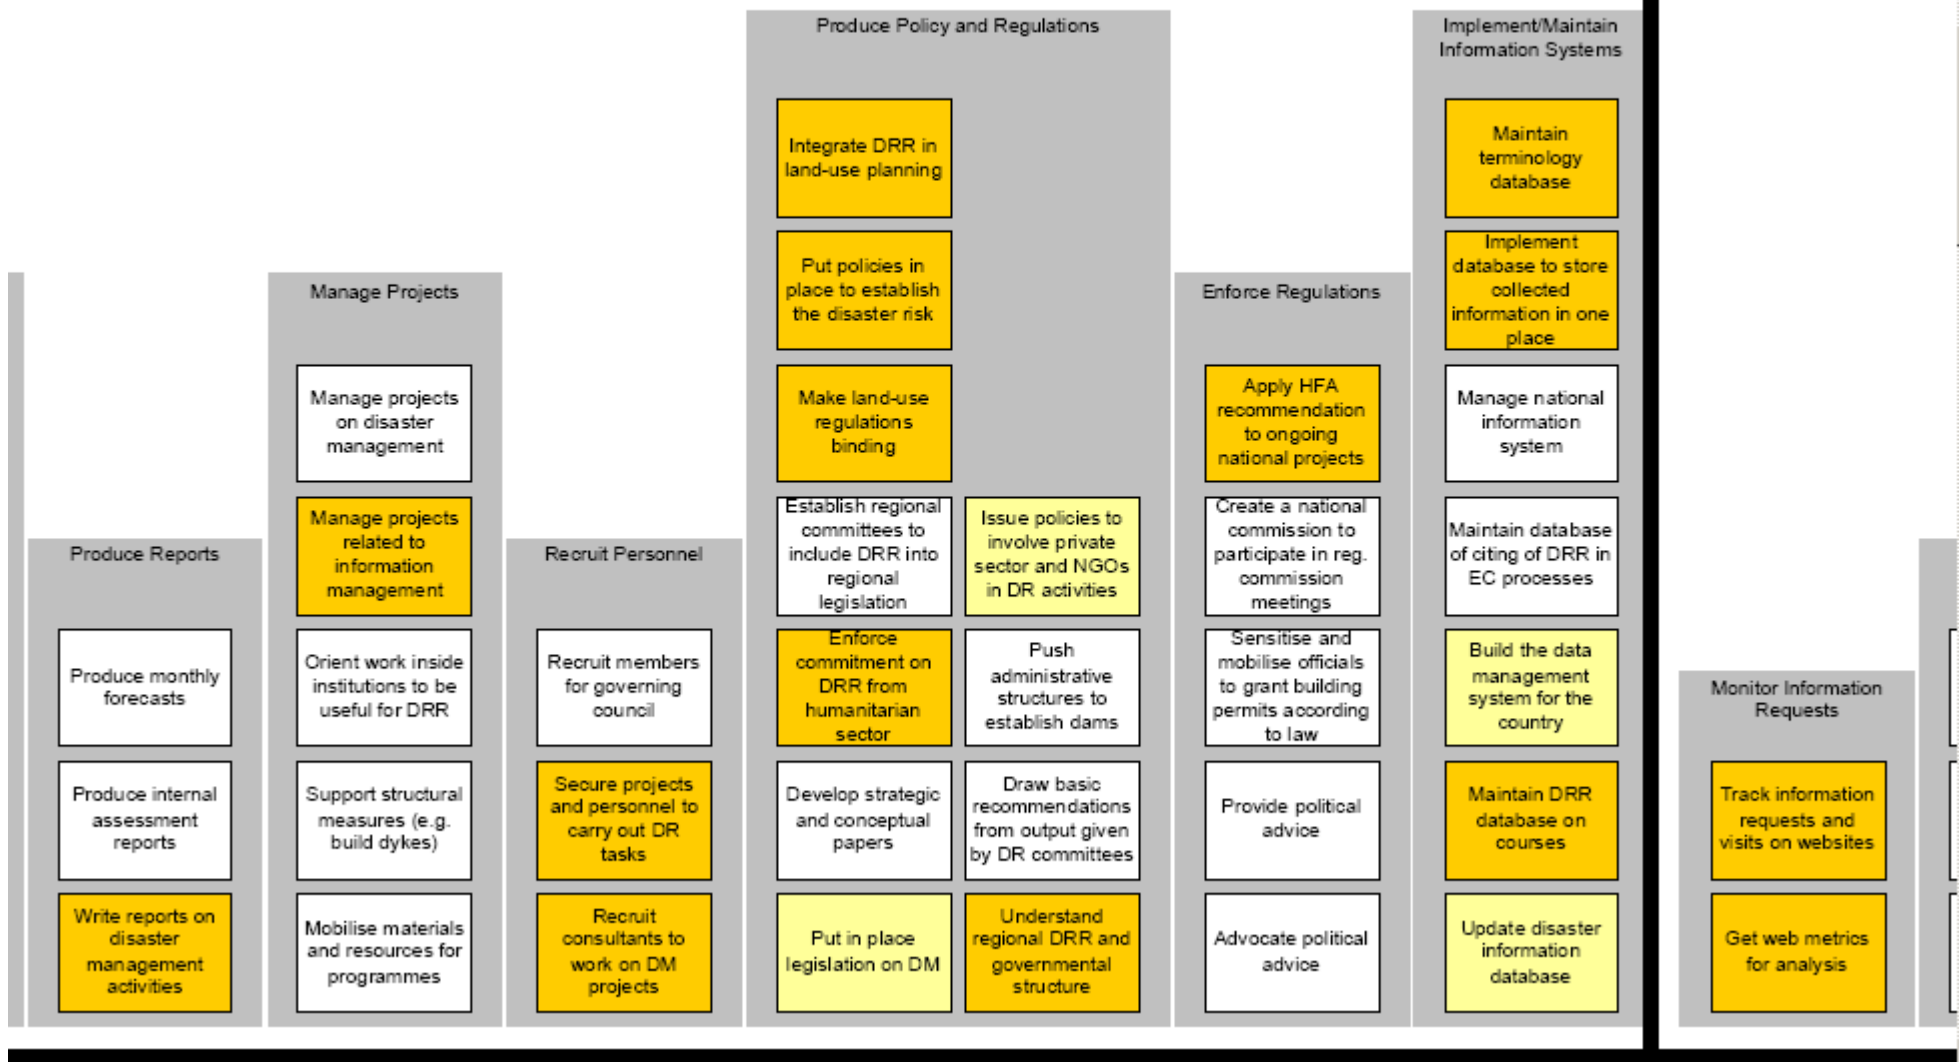 Produce Reports
Produce monthly
forecasts
Produce internal
assessment
reports
Write reports on
disaster
management
activities
Manage Projects
Manage projects
on disaster
management
Manage projects
related to
information
management
Orient work inside
institutions to be
useful for DRR
Support structural
measures (e.g.
build dykes)
Mobilise materials
and resources for
programmes
Recruit Personnel
Recruit members
for governing
council
Secure projects
and personnel to
carry out DR
tasks
Recruit
consultants to
work on DM
projects
Produce Policy and Regulations
Integrate DRR in
land-use planning
Put policies in
place to establish
the disaster risk
Make land-use
regulations
binding
Establish regional
committees to
include DRR into
regional
legislation
Enforce
commitment on
DRR from
humanitarian
sector
Develop strategic
and conceptual
papers
Put in place
legislation on DM
Issue policies to
involve private
sector and NGOs
in DR activities
Push
administrative
structures to
establish dams
Draw basic
recommendations
from output given
by DR committees
Understand
regional DRR and
governmental
structure
Enforce Regulations
Apply HFA
recommendation
to ongoing
national projects
Create a national
commission to
participate in reg.
commission
meetings
Sensitise and
mobilise officials
to grant building
permits according
to law
Provide political
advice
Advocate political
advice
Implement/Maintain
Information Systems
Maintain
terminology
database
Implement
database to store
collected
information in one
place
Manage national
information
system
Maintain database
of citing of DRR in
EC processes
Build the data
management
system for the
country
Maintain DRR
database on
courses
Update disaster
information
database
Monitor Information
Requests
Track information
requests and
visits on websites
Get web metrics
for analysis